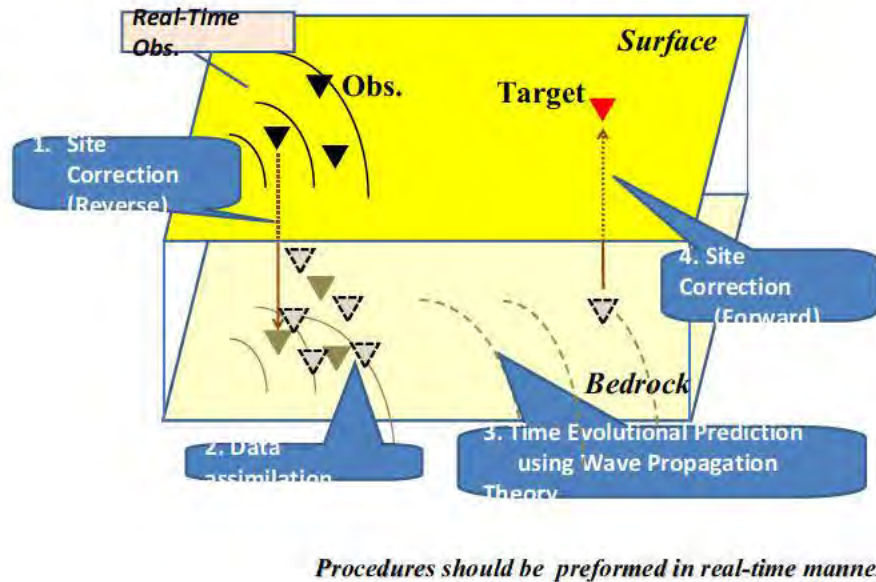 Real-Time
Obs.
Surface
Obs.
Target
1. Site
Correction
(Reverse)
4. Site
Correction
(Forward)
Bedrock
2. Data
assimilation
3. Time Evolutional Prediction
using Wave Propagation
Theory
Procedures should be preformed in real-time manne